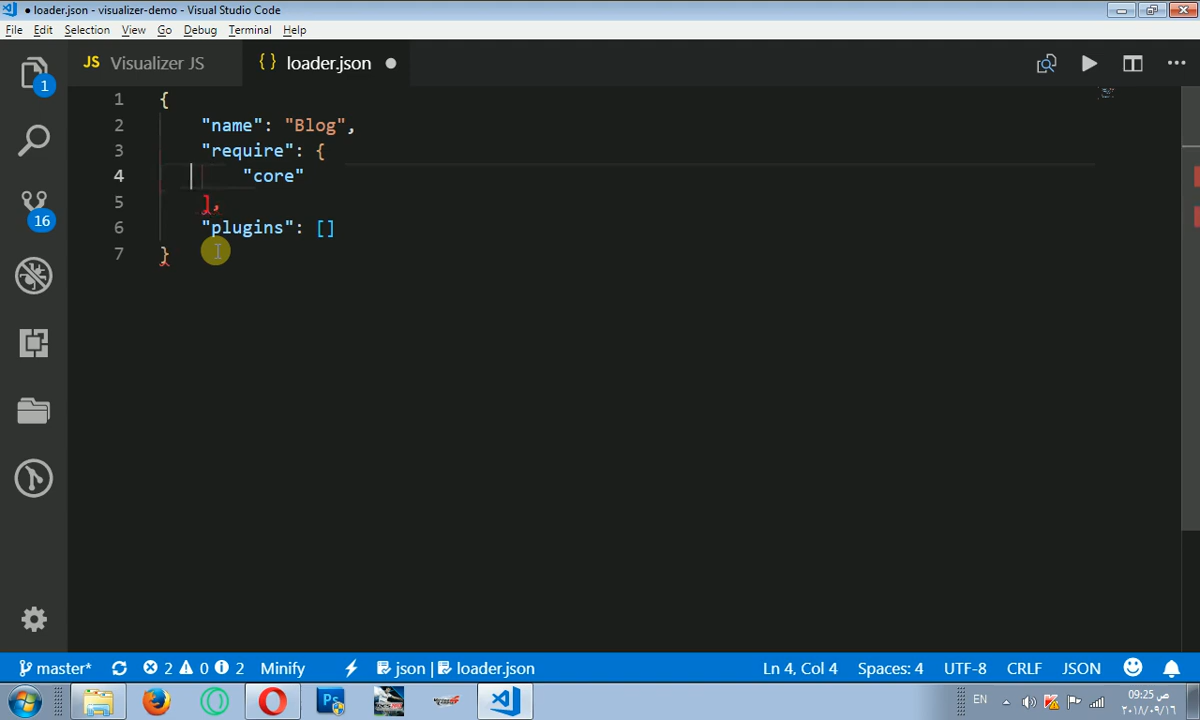 ● loader.json - visualizer-demo - Visual Studio Code
File Edit Selection View Go Debug Terminal Help
JS Visualizer JS {} loader.json ●
1 {
2 "name": "Blog",
3 "require": {
4 "core"
5 ],
6 "plugins": []
7 }
1
16
master* 2 0 2 Minify json | loader.json Ln 4, Col 4 Spaces: 4 UTF-8 CRLF JSON
EN
09:25 ص
٢٠١٨/٠٩/١٦
Ps